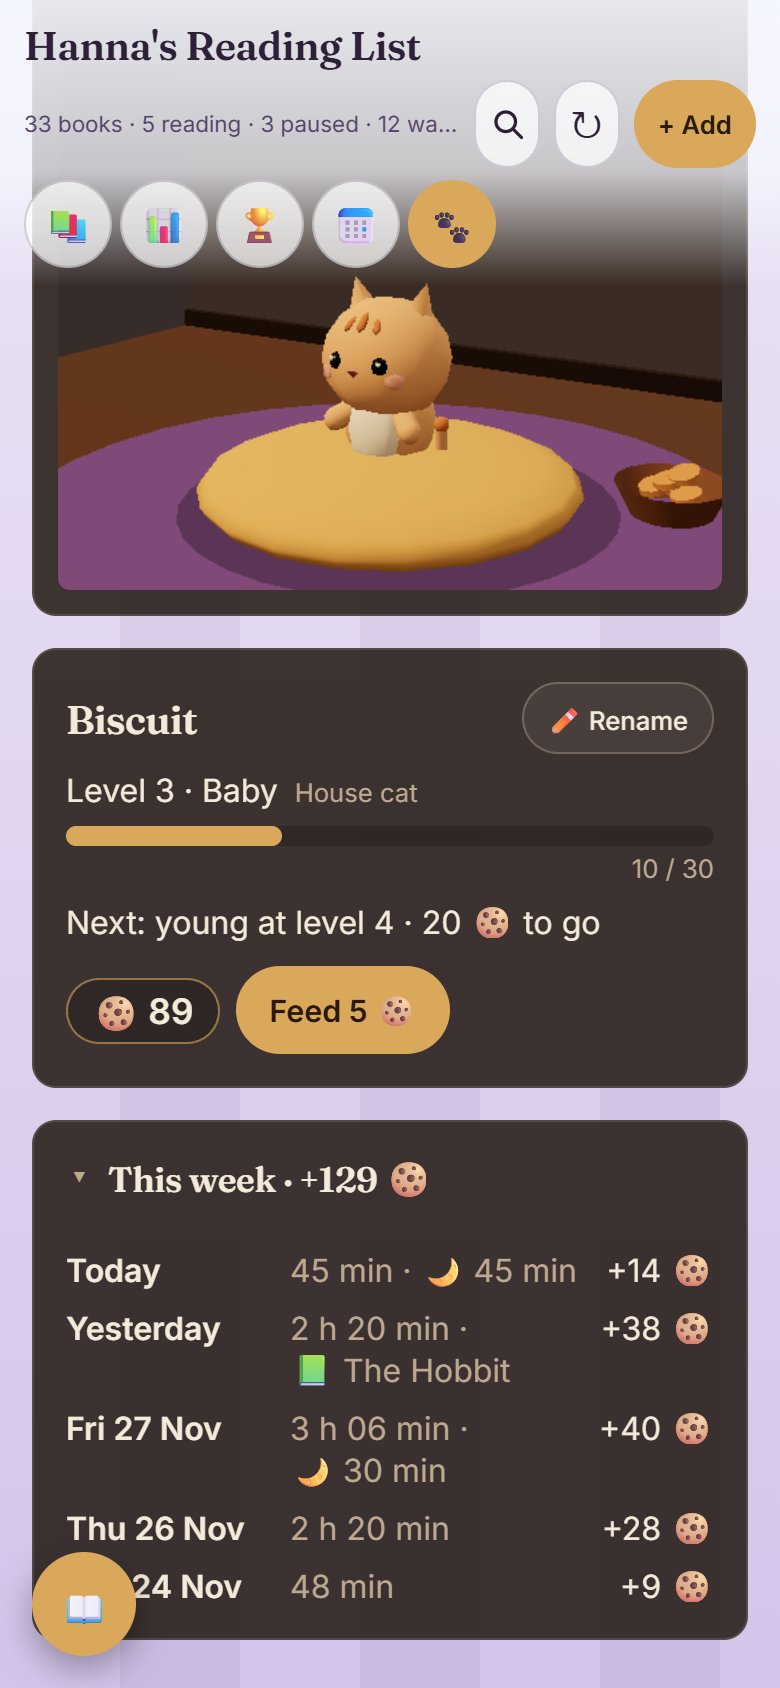 Hanna's Reading List
33 books · 5 reading · 3 paused · 12 wa...
+ Add
Biscuit
Rename
Level 3 · Baby House cat
10 / 30
Next: young at level 4 · 20 🍪 to go
🍪 89
Feed 5 🍪
▼ This week · +129 🍪
Today 45 min · 🌙 45 min +14 🍪
Yesterday 2 h 20 min · +38 🍪
📗 The Hobbit
Fri 27 Nov 3 h 06 min · +40 🍪
🌙 30 min
Thu 26 Nov 2 h 20 min +28 🍪
24 Nov 48 min +9 🍪